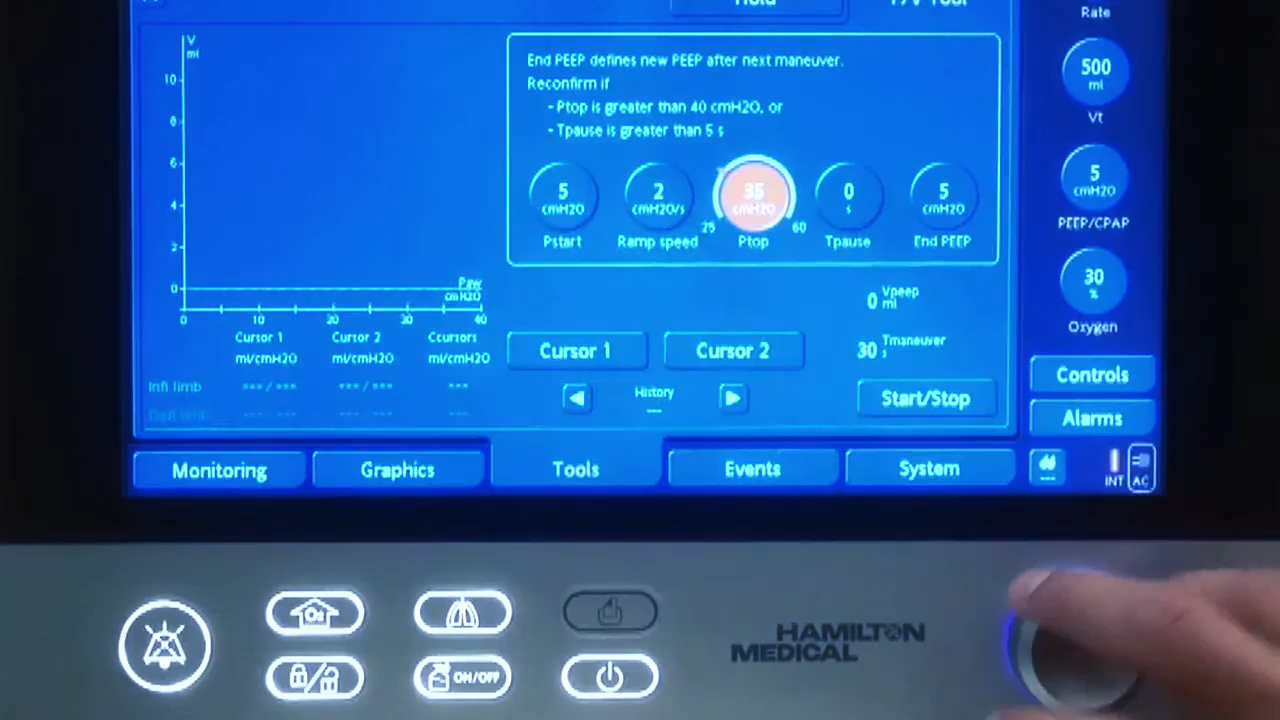 Hold
P/V Tool
Rate
V
ml
10
8
6
4
2
0
Paw
cmH2O
0
10
20
30
40
End PEEP defines new PEEP after next maneuver.
Reconfirm if
- Ptop is greater than 40 cmH2O, or
- Tpause is greater than 5 s
5
cmH2O
Pstart
2
cmH2O/s
Ramp speed
35
cmH2O
25
60
Ptop
0
s
Tpause
5
cmH2O
End PEEP
500
ml
Vt
5
cmH2O
PEEP/CPAP
30
%
Oxygen
Cursor 1
Cursor 2
Ccursors
ml/cmH2O
ml/cmH2O
ml/cmH2O
Infl limb
--- / ---
--- / ---
---
Cursor 1
Cursor 2
History
---
0 Vpeep
ml
30 Tmaneuver
s
Start/Stop
Controls
Alarms
Monitoring
Graphics
Tools
Events
System
---
INT
AC
O2
ON/OFF
HAMILTON
MEDICAL